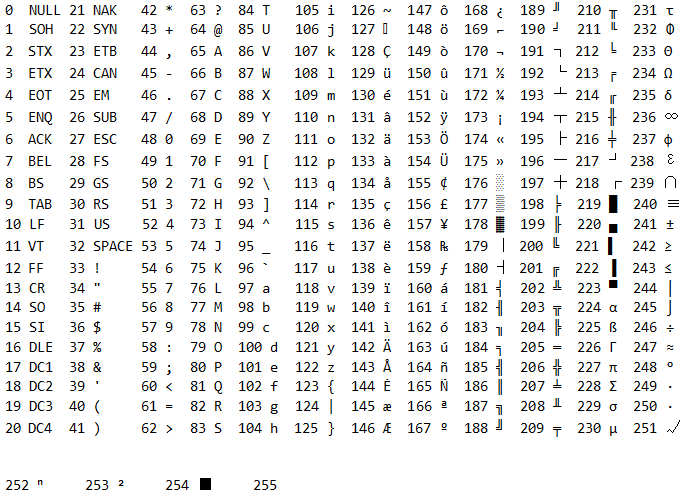 0 NULL 21 NAK 42 * 63 ? 84 T 105 i 126 ~ 147 ô 168 ¿ 189 ╜ 210 ╥ 231 τ
1 SOH 22 SYN 43 + 64 @ 85 U 106 j 127 ▯ 148 ö 169 ⌐ 190 ╛ 211 ╙ 232 Φ
2 STX 23 ETB 44 , 65 A 86 V 107 k 128 Ç 149 ò 170 ¬ 191 ┐ 212 ╘ 233 Θ
3 ETX 24 CAN 45 - 66 B 87 W 108 l 129 ü 150 û 171 ½ 192 └ 213 ╒ 234 Ω
4 EOT 25 EM 46 . 67 C 88 X 109 m 130 é 151 ù 172 ¼ 193 ┴ 214 ╓ 235 δ
5 ENQ 26 SUB 47 / 68 D 89 Y 110 n 131 â 152 ÿ 173 ¡ 194 ┬ 215 ╫ 236 ∞
6 ACK 27 ESC 48 0 69 E 90 Z 111 o 132 ä 153 Ö 174 « 195 ├ 216 ╪ 237 φ
7 BEL 28 FS 49 1 70 F 91 [ 112 p 133 à 154 Ü 175 » 196 ─ 217 ┘ 238 ε
8 BS 29 GS 50 2 71 G 92 \ 113 q 134 å 155 ¢ 176 ░ 197 ┼ 218 ┌ 239 ∩
9 TAB 30 RS 51 3 72 H 93 ] 114 r 135 ç 156 £ 177 ▒ 198 ╞ 219 █ 240 ≡
10 LF 31 US 52 4 73 I 94 ^ 115 s 136 ê 157 ¥ 178 ▓ 199 ╟ 220 ▄ 241 ±
11 VT 32 SPACE 53 5 74 J 95 _ 116 t 137 ë 158 ₧ 179 │ 200 ╚ 221 ▌ 242 ≥
12 FF 33 ! 54 6 75 K 96 ` 117 u 138 è 159 ƒ 180 ┤ 201 ╔ 222 ▐ 243 ≤
13 CR 34 " 55 7 76 L 97 a 118 v 139 ï 160 á 181 ╡ 202 ╩ 223 ▀ 244 ⌠
14 SO 35 # 56 8 77 M 98 b 119 w 140 î 161 í 182 ╢ 203 ╦ 224 α 245 ⌡
15 SI 36 $ 57 9 78 N 99 c 120 x 141 ì 162 ó 183 ╖ 204 ╠ 225 ß 246 ÷
16 DLE 37 % 58 : 79 O 100 d 121 y 142 Ä 163 ú 184 ╕ 205 ═ 226 Γ 247 ≈
17 DC1 38 & 59 ; 80 P 101 e 122 z 143 Å 164 ñ 185 ╣ 206 ╬ 227 π 248 °
18 DC2 39 ' 60 < 81 Q 102 f 123 { 144 É 165 Ñ 186 ║ 207 ╧ 228 Σ 249 ·
19 DC3 40 ( 61 = 82 R 103 g 124 | 145 æ 166 ª 187 ╗ 208 ╨ 229 σ 250 ·
20 DC4 41 ) 62 > 83 S 104 h 125 } 146 Æ 167 º 188 ╝ 209 ╤ 230 µ 251 √
252 ⁿ 253 ² 254 ■ 255